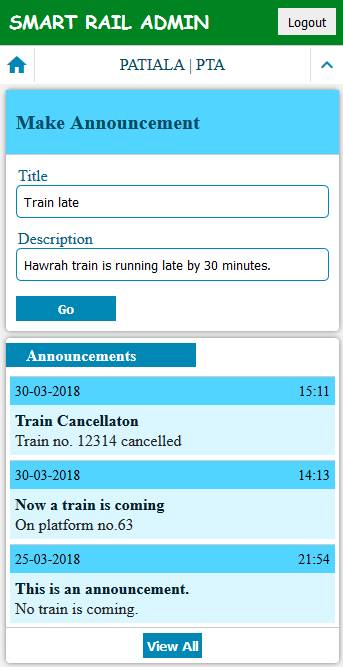 SMART RAIL ADMIN
Logout
PATIALA | PTA
Make Announcement
Title
Train late
Description
Hawrah train is running late by 30 minutes.
Go
Announcements
30-03-2018 15:11
Train Cancellaton
Train no. 12314 cancelled
30-03-2018 14:13
Now a train is coming
On platform no.63
25-03-2018 21:54
This is an announcement.
No train is coming.
View All